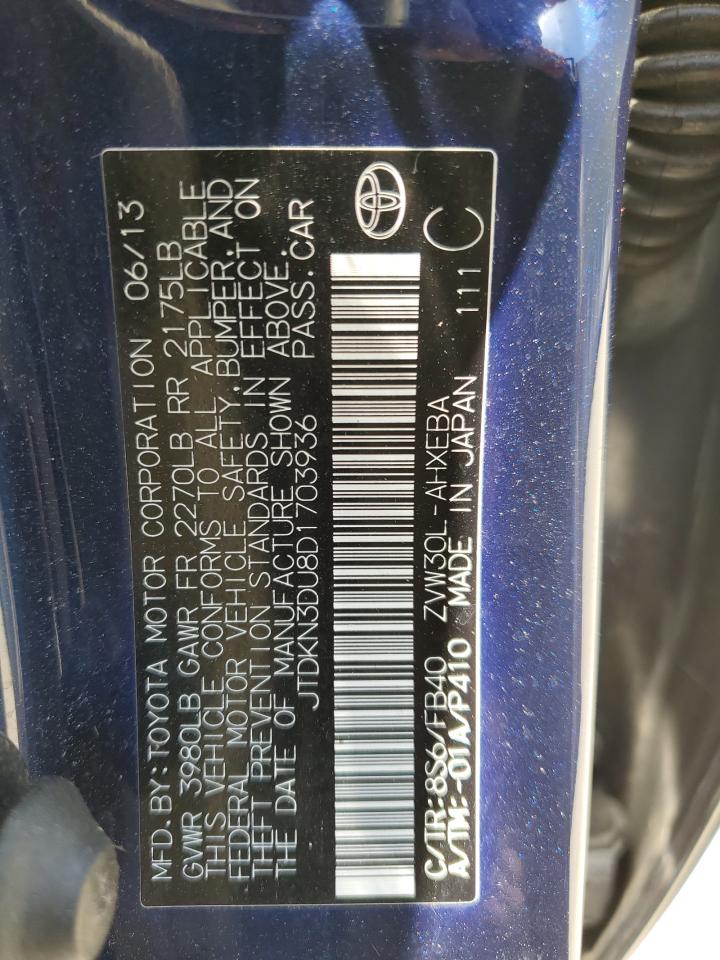 MFD. BY: TOYOTA MOTOR CORPORATION 06/13
GVWR 3980LB GAWR FR 2270LB RR 2175LB
THIS VEHICLE CONFORMS TO ALL APPLICABLE
FEDERAL MOTOR VEHICLE SAFETY, BUMPER, AND
THEFT PREVENTION STANDARDS IN EFFECT ON
THE DATE OF MANUFACTURE SHOWN ABOVE.
JTDKN3DU8D1703936 PASS. CAR
C/TR: 8S6/FB40 ZVW30L-AHXEBA 111 C
A/TM: -01A/P410 MADE IN JAPAN